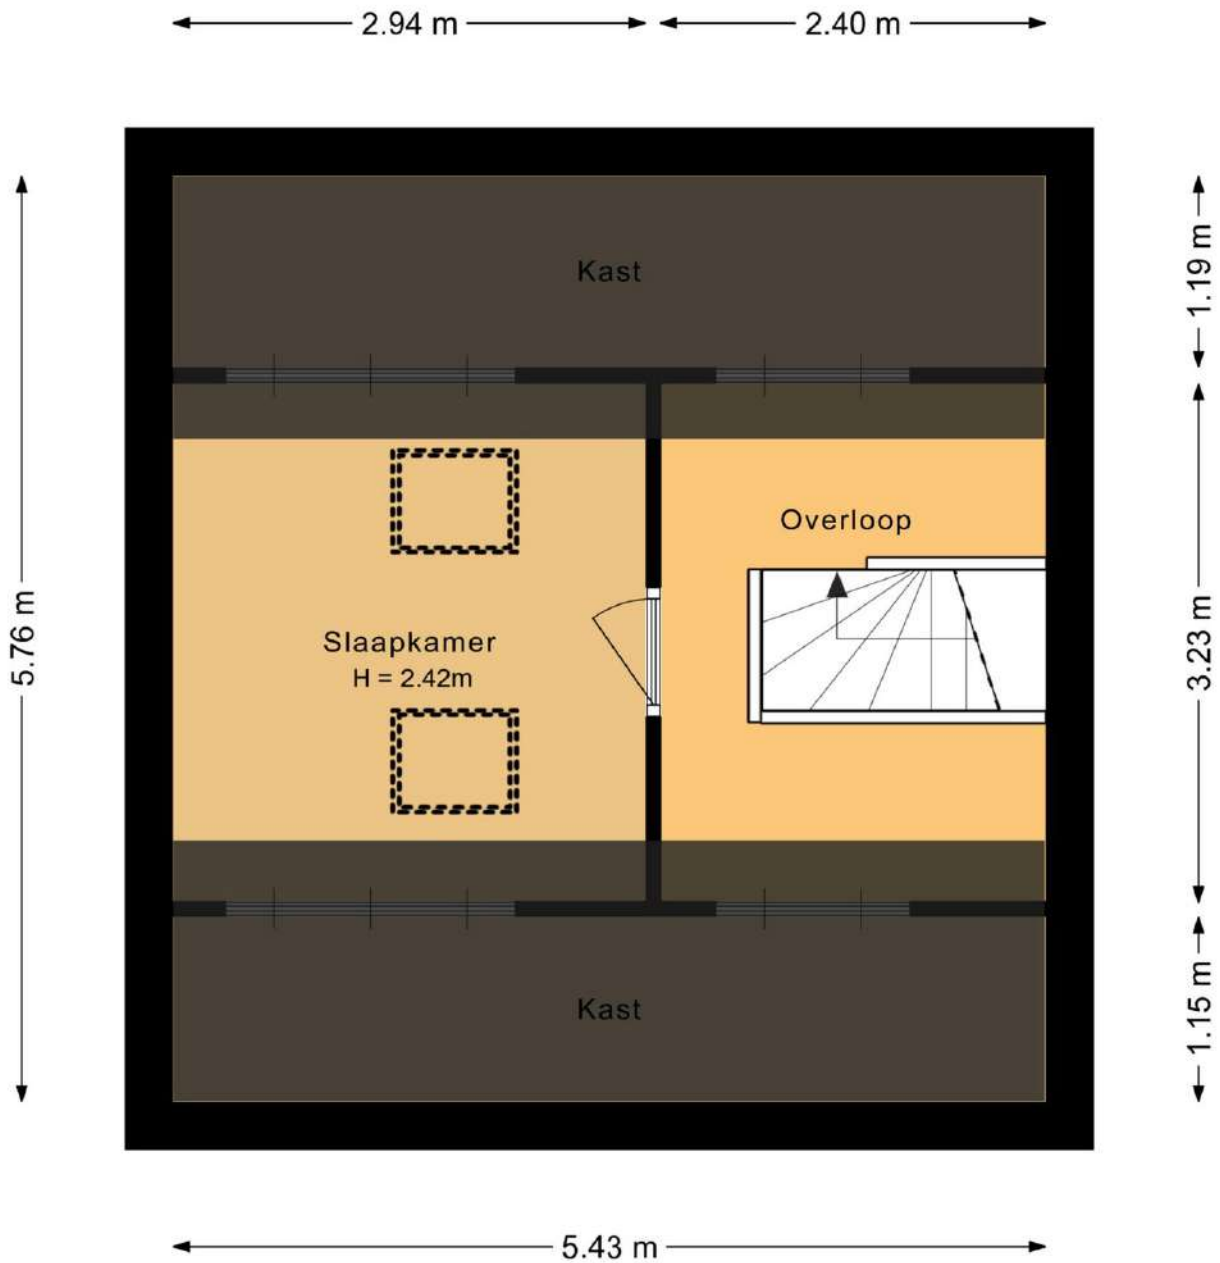 2.94 m
2.40 m
Kast
1.19 m
Overloop
5.76 m
Slaapkamer
H = 2.42m
3.23 m
Kast
1.15 m
5.43 m